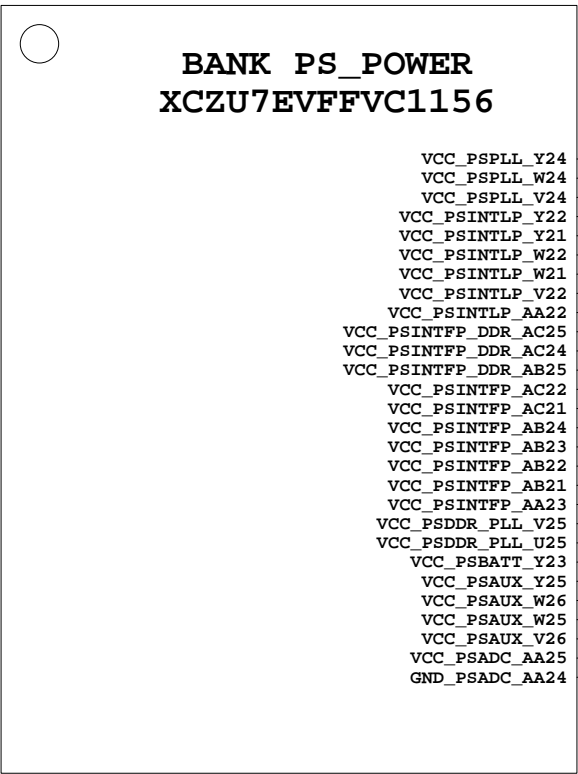 BANK PS_POWER
XCZU7EVFFVC1156
VCC_PSPLL_Y24
VCC_PSPLL_W24
VCC_PSPLL_V24
VCC_PSINTLP_Y22
VCC_PSINTLP_Y21
VCC_PSINTLP_W22
VCC_PSINTLP_W21
VCC_PSINTLP_V22
VCC_PSINTLP_AA22
VCC_PSINTFP_DDR_AC25
VCC_PSINTFP_DDR_AC24
VCC_PSINTFP_DDR_AB25
VCC_PSINTFP_AC22
VCC_PSINTFP_AC21
VCC_PSINTFP_AB24
VCC_PSINTFP_AB23
VCC_PSINTFP_AB22
VCC_PSINTFP_AB21
VCC_PSINTFP_AA23
VCC_PSDDR_PLL_V25
VCC_PSDDR_PLL_U25
VCC_PSBATT_Y23
VCC_PSAUX_Y25
VCC_PSAUX_W26
VCC_PSAUX_W25
VCC_PSAUX_V26
VCC_PSADC_AA25
GND_PSADC_AA24